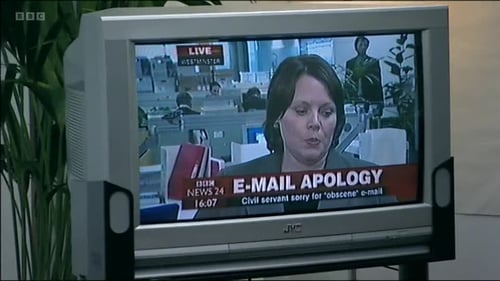 BBC
LIVE
WESTMINSTER
BBC
NEWS 24
16:07
E-MAIL APOLOGY
Civil servant sorry for "obscene" e-mail
JVC